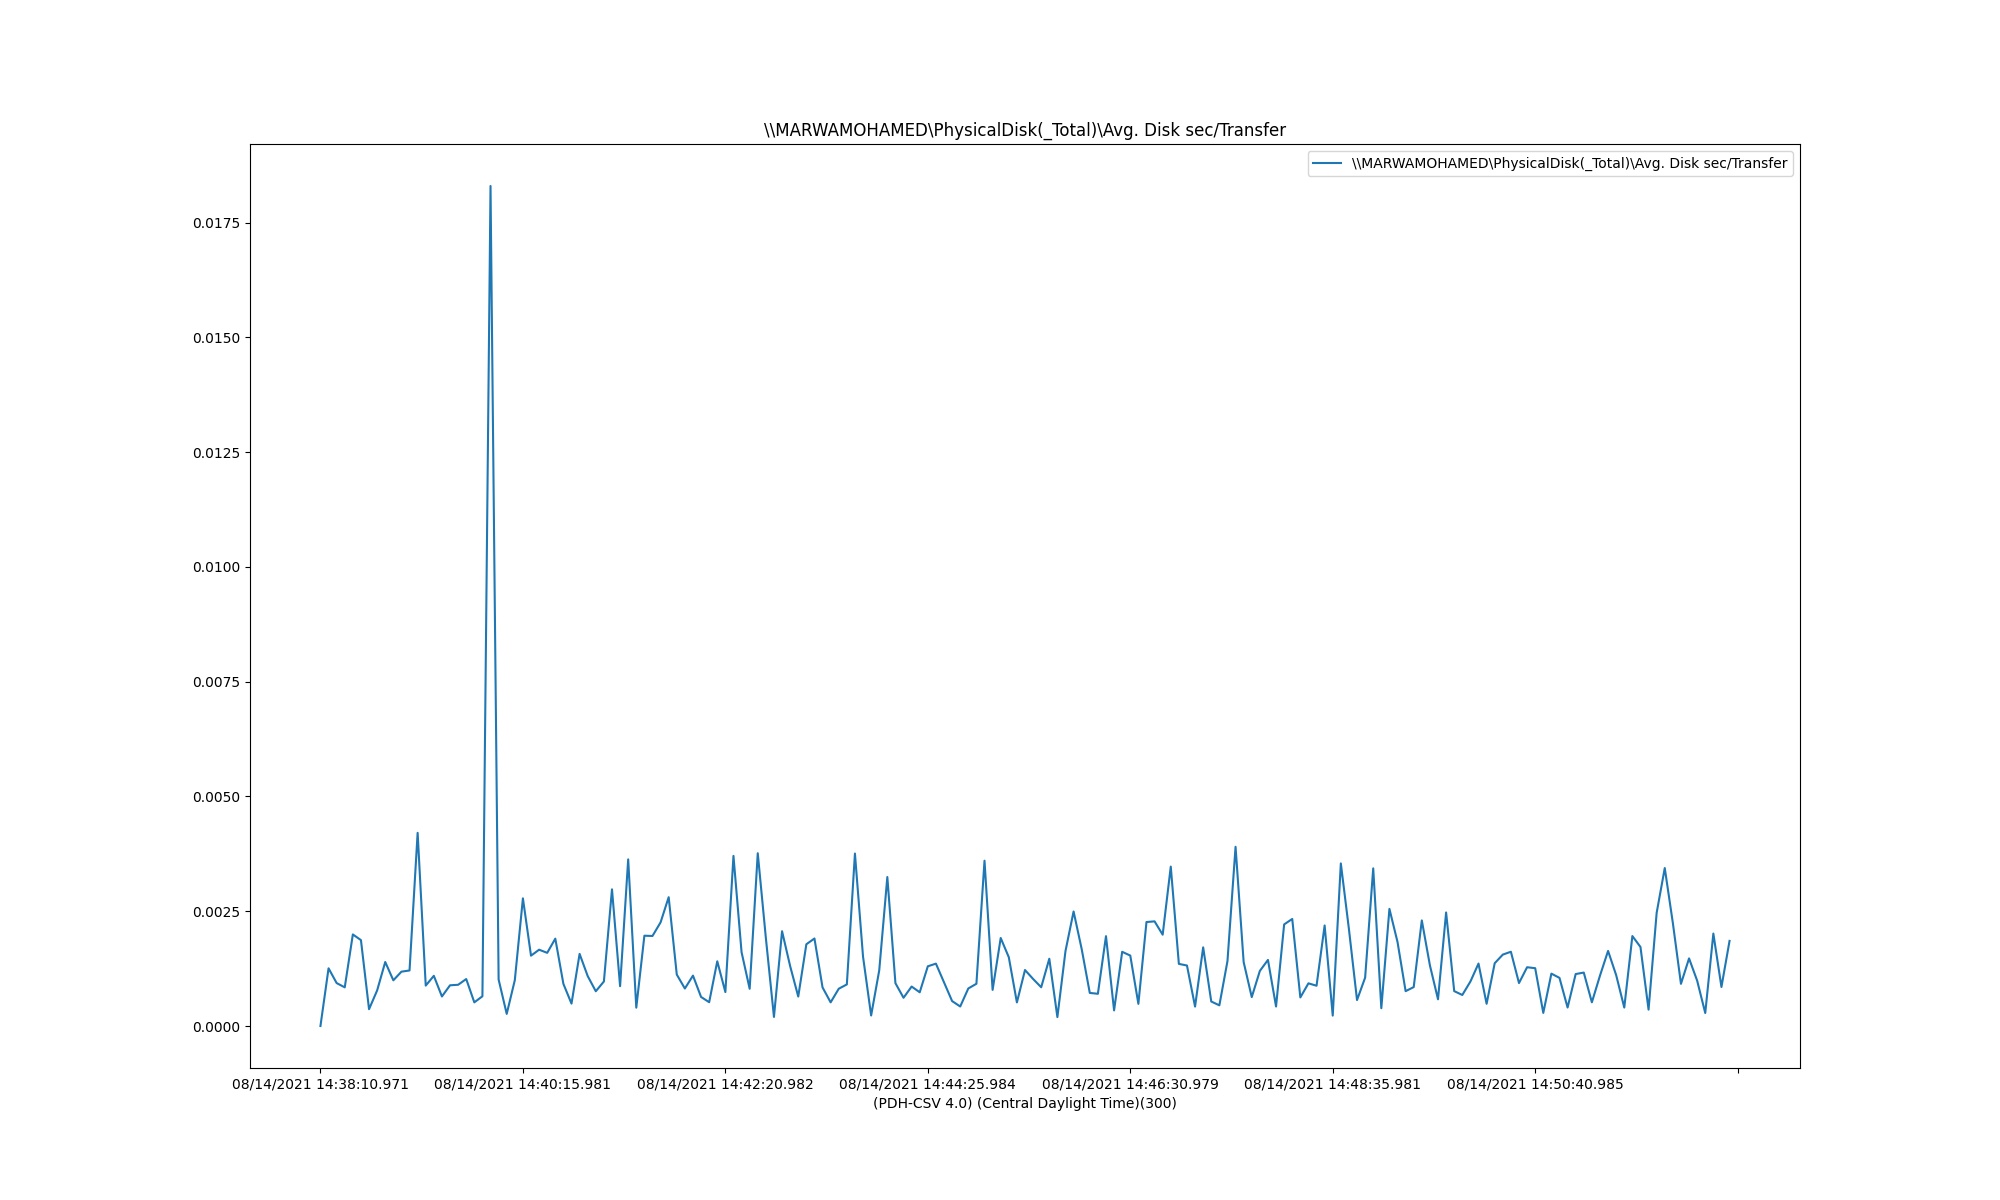 \\MARWAMOHAMED\PhysicalDisk(_Total)\Avg. Disk sec/Transfer
\\MARWAMOHAMED\PhysicalDisk(_Total)\Avg. Disk sec/Transfer
0.0175
0.0150
0.0125
0.0100
0.0075
0.0050
0.0025
0.0000
08/14/2021 14:38:10.971 08/14/2021 14:40:15.981 08/14/2021 14:42:20.982 08/14/2021 14:44:25.984 08/14/2021 14:46:30.979 08/14/2021 14:48:35.981 08/14/2021 14:50:40.985
(PDH-CSV 4.0) (Central Daylight Time)(300)